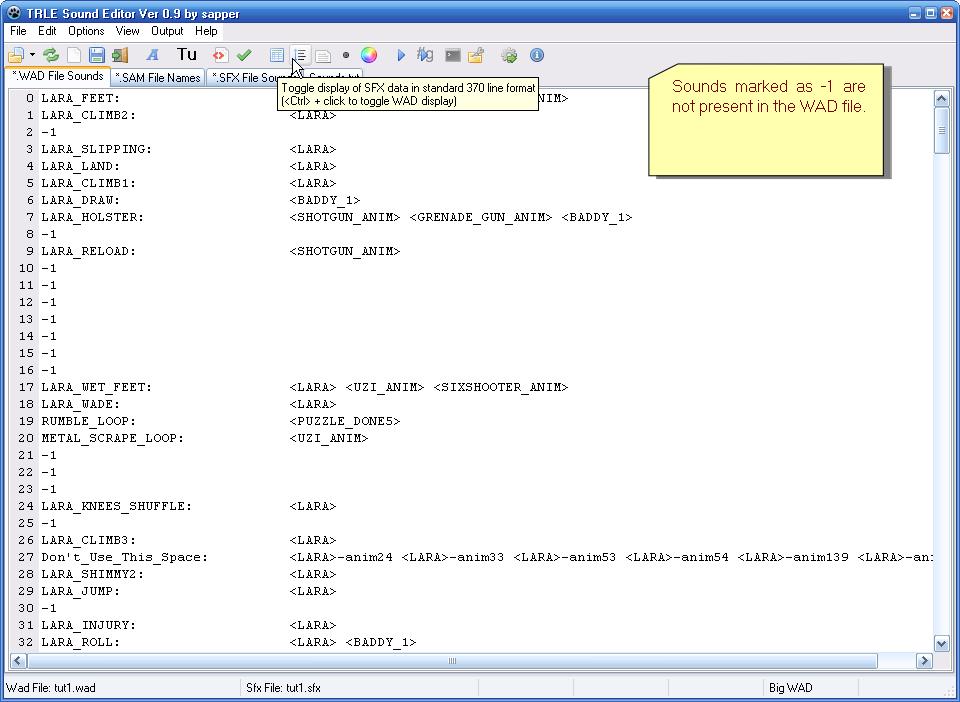 TRLE Sound Editor Ver 0.9 by sapper
File Edit Options View Output Help
A Tu
*.WAD File Sounds *.SAM File Names *.SFX File Sound Sounds.txt
Toggle display of SFX data in standard 370 line format
(<Ctrl> + click to toggle WAD display)
Sounds marked as -1 are
not present in the WAD file.
0 LARA_FEET: NIM>
1 LARA_CLIMB2: <LARA>
2 -1
3 LARA_SLIPPING: <LARA>
4 LARA_LAND: <LARA>
5 LARA_CLIMB1: <LARA>
6 LARA_DRAW: <BADDY_1>
7 LARA_HOLSTER: <SHOTGUN_ANIM> <GRENADE_GUN_ANIM> <BADDY_1>
8 -1
9 LARA_RELOAD: <SHOTGUN_ANIM>
10 -1
11 -1
12 -1
13 -1
14 -1
15 -1
16 -1
17 LARA_WET_FEET: <LARA> <UZI_ANIM> <SIXSHOOTER_ANIM>
18 LARA_WADE: <LARA>
19 RUMBLE_LOOP: <PUZZLE_DONE5>
20 METAL_SCRAPE_LOOP: <UZI_ANIM>
21 -1
22 -1
23 -1
24 LARA_KNEES_SHUFFLE: <LARA>
25 -1
26 LARA_CLIMB3: <LARA>
27 Don't_Use_This_Space: <LARA>-anim24 <LARA>-anim33 <LARA>-anim53 <LARA>-anim54 <LARA>-anim139 <LARA>-an
28 LARA_SHIMMY2: <LARA>
29 LARA_JUMP: <LARA>
30 -1
31 LARA_INJURY: <LARA>
32 LARA_ROLL: <LARA> <BADDY_1>
Wad File: tut1.wad Sfx File: tut1.sfx Big WAD